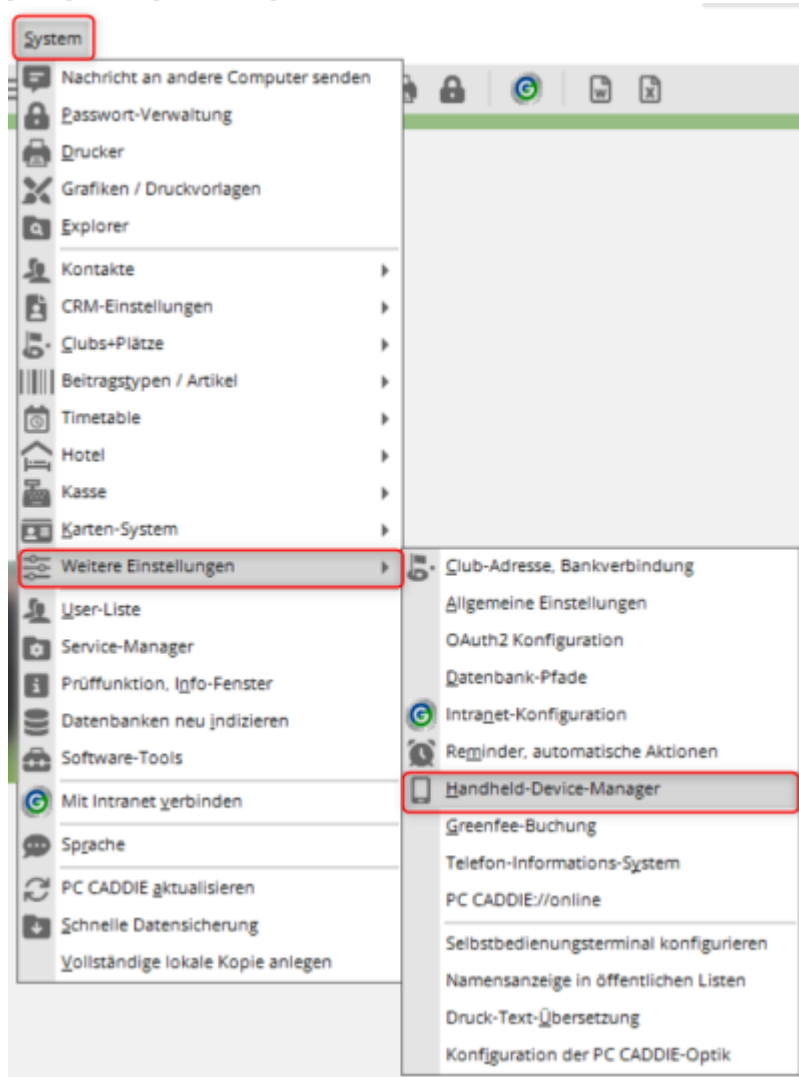 System
Nachricht an andere Computer senden
Passwort-Verwaltung
Drucker
Grafiken / Druckvorlagen
Explorer
Kontakte
CRM-Einstellungen
Clubs+Plätze
Beitragstypen / Artikel
Timetable
Hotel
Kasse
Karten-System
Weitere Einstellungen
User-Liste
Service-Manager
Prüffunktion, Info-Fenster
Datenbanken neu indizieren
Software-Tools
Mit Intranet verbinden
Sprache
PC CADDIE aktualisieren
Schnelle Datensicherung
Vollständige lokale Kopie anlegen
Club-Adresse, Bankverbindung
Allgemeine Einstellungen
OAuth2 Konfiguration
Datenbank-Pfade
Intranet-Konfiguration
Reminder, automatische Aktionen
Handheld-Device-Manager
Greenfee-Buchung
Telefon-Informations-System
PC CADDIE://online
Selbstbedienungsterminal konfigurieren
Namensanzeige in öffentlichen Listen
Druck-Text-Übersetzung
Konfiguration der PC CADDIE-Optik